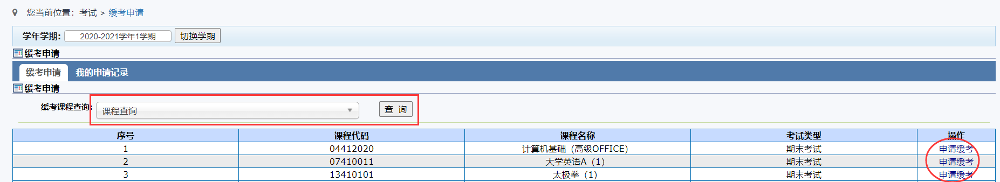 您当前位置：考试 > 缓考申请
学年学期: 2020-2021学年1学期 切换学期
缓考申请
缓考申请 我的申请记录
缓考申请
缓考课程查询: 课程查询 查 询
序号 课程代码 课程名称 考试类型 操作
1 04412020 计算机基础（高级OFFICE） 期末考试 申请缓考
2 07410011 大学英语A（1） 期末考试 申请缓考
3 13410101 太极拳（1） 期末考试 申请缓考